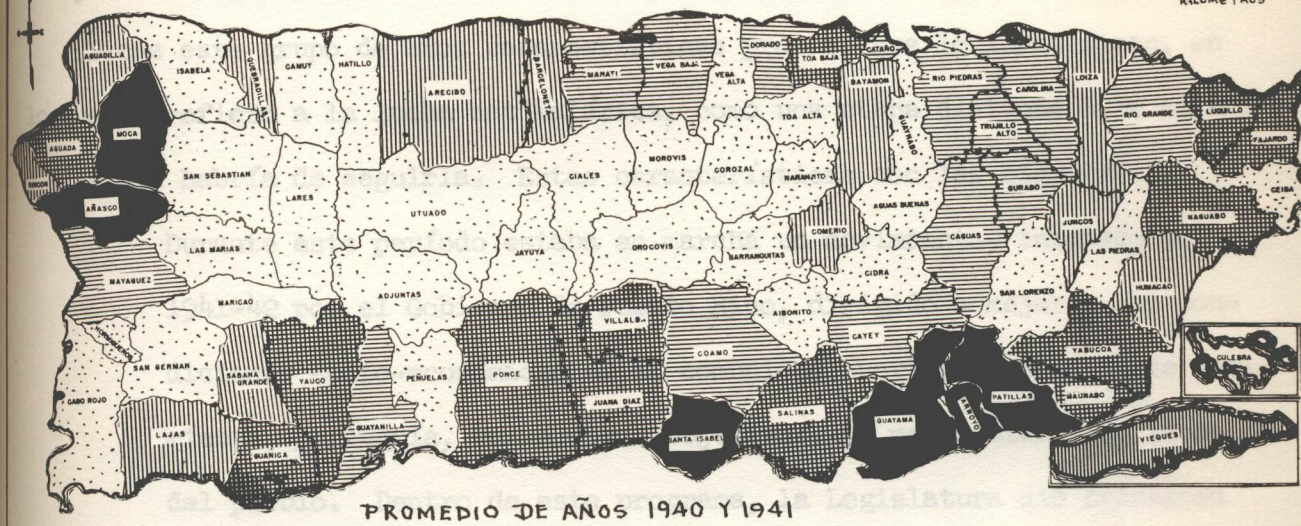 KILOMETROS
AGUADILLA
ISABELA
QUEBRADILLAS
CAMUY
HATILLO
ARECIBO
BARCELONETA
MANATI
VEGA BAJA
VEGA ALTA
DORADO
TOA BAJA
CATAÑO
BAYAMON
GUAYNABO
RIO PIEDRAS
CAROLINA
TRUJILLO ALTO
LOIZA
RIO GRANDE
LUQUILLO
FAJARDO
CEIBA
MOCA
AGUADA
RINCON
AÑASCO
SAN SEBASTIAN
LARES
UTUADO
CIALES
MOROVIS
COROZAL
TOA ALTA
NARANJITO
AGUAS BUENAS
GURABO
JUNCOS
NAGUABO
LAS MARIAS
MAYAGUEZ
MARICAO
ADJUNTAS
JAYUYA
OROCOVIS
BARRANQUITAS
COMERIO
CIDRA
CAGUAS
SAN LORENZO
LAS PIEDRAS
HUMACAO
HORMIGUEROS
SAN GERMAN
CABO ROJO
LAJAS
SABANA GRANDE
YAUCO
GUANICA
GUAYANILLA
PEÑUELAS
PONCE
VILLALB
JUANA DIAZ
COAMO
SANTA ISABEL
AIBONITO
SALINAS
CAYEY
GUAYAMA
ARROYO
PATILLAS
YABUCOA
MAUNABO
CULEBRA
VIEQUES
PROMEDIO DE AÑOS 1940 Y 1941
del pueblo. Dentro de este programa, la Legislatura